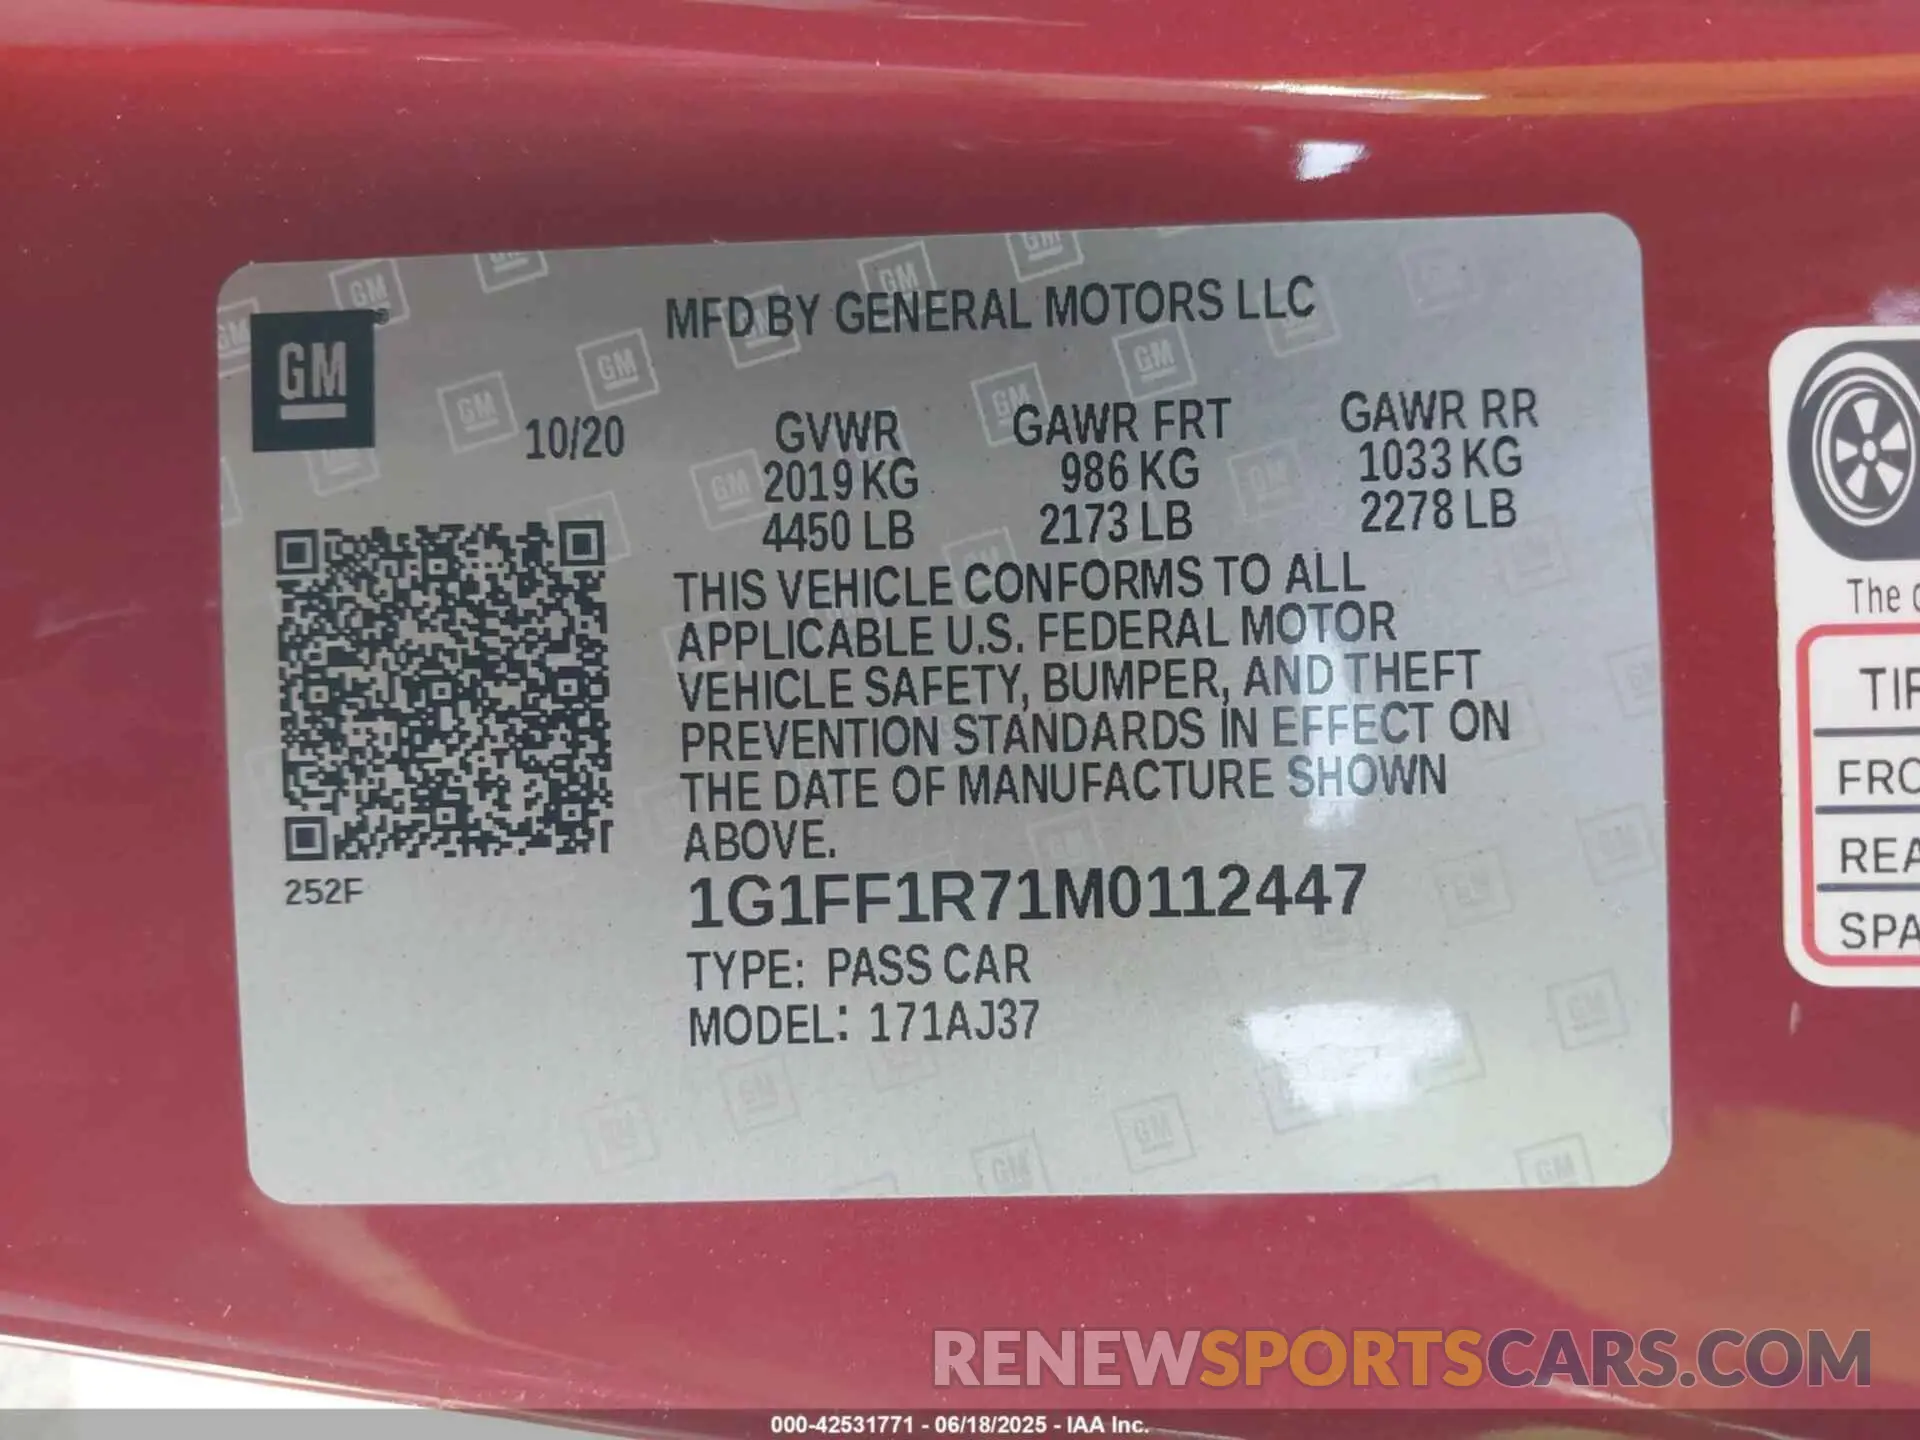 MFD BY GENERAL MOTORS LLC
GM
10/20
GVWR GAWR FRT GAWR RR
2019 KG 986 KG 1033 KG
4450 LB 2173 LB 2278 LB
THIS VEHICLE CONFORMS TO ALL
APPLICABLE U.S. FEDERAL MOTOR
VEHICLE SAFETY, BUMPER, AND THEFT
PREVENTION STANDARDS IN EFFECT ON
THE DATE OF MANUFACTURE SHOWN
ABOVE.
252F
1G1FF1R71M0112447
TYPE: PASS CAR
MODEL: 171AJ37
The
RENEWSPORTSCARS.COM
000-42531771 - 06/18/2025 - IAA Inc.